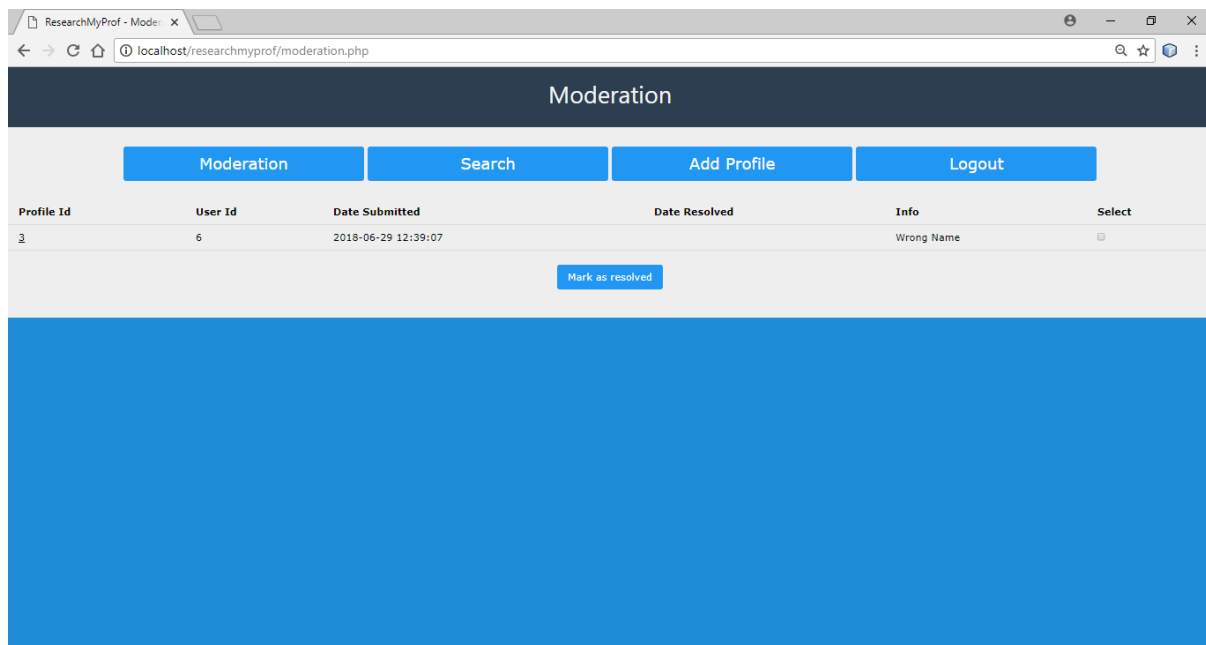 ResearchMyProf - Moder
localhost/researchmyprof/moderation.php
Moderation
Moderation Search Add Profile Logout
Profile Id User Id Date Submitted Date Resolved Info Select
3 6 2018-06-29 12:39:07 Wrong Name
Mark as resolved